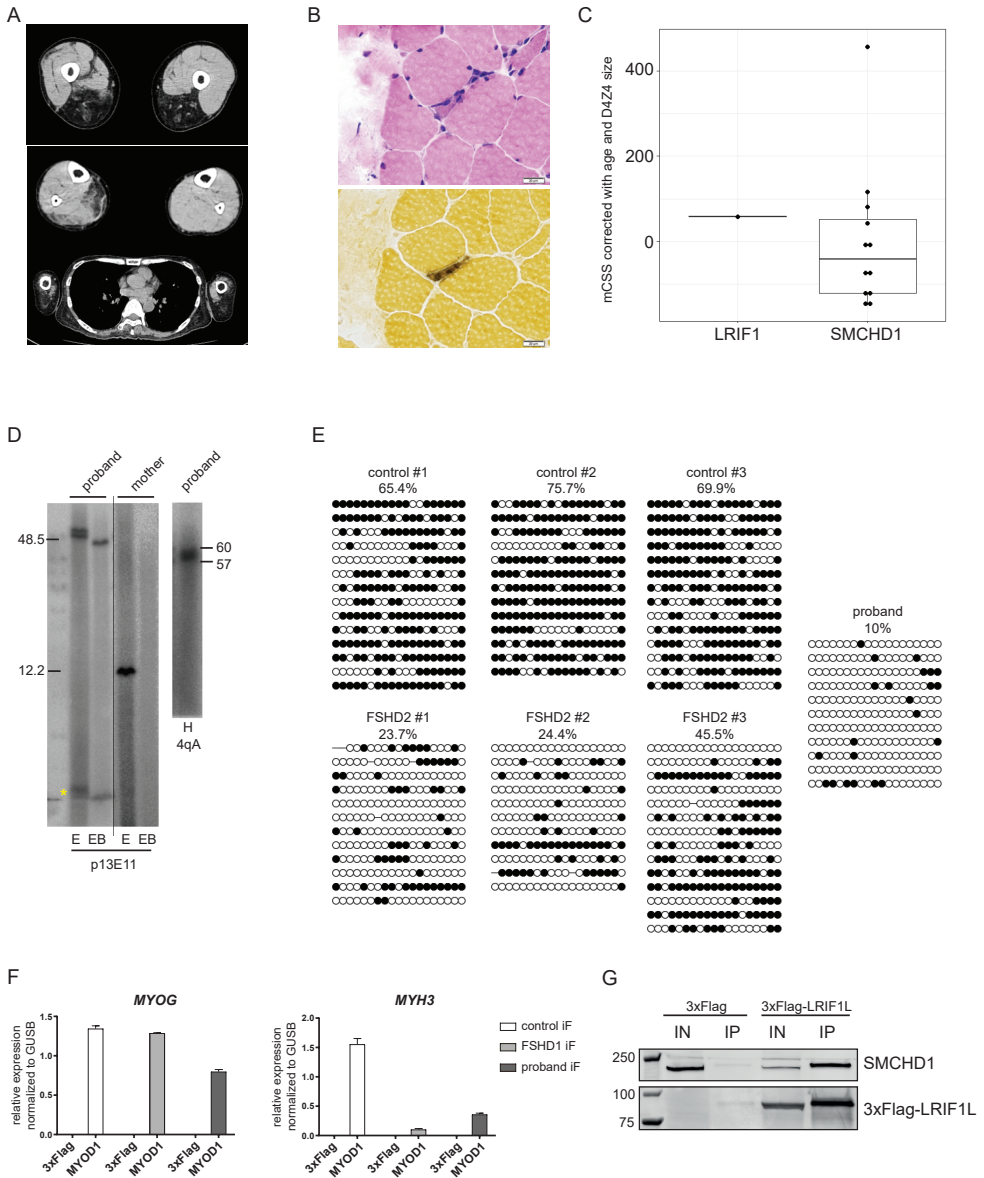 A
B
C
mCSS corrected with age and D4Z4 size
400
200
0
LRIF1
SMCHD1
D
proband
mother
proband
48.5
12.2
60
57
*
E EB E EB
p13E11
H
4qA
E
control #1
65.4%
control #2
75.7%
control #3
69.9%
proband
10%
FSHD2 #1
23.7%
FSHD2 #2
24.4%
FSHD2 #3
45.5%
F
MYOG
relative expression
normalized to GUSB
1.5
1.0
0.5
0.0
3xFlag
MYOD1
3xFlag
MYOD1
3xFlag
MYOD1
MYH3
relative expression
normalized to GUSB
2.0
1.5
1.0
0.5
0.0
3xFlag
MYOD1
3xFlag
MYOD1
3xFlag
MYOD1
control iF
FSHD1 iF
proband iF
G
3xFlag
3xFlag-LRIF1L
IN IP IN IP
250
SMCHD1
100
75
3xFlag-LRIF1L